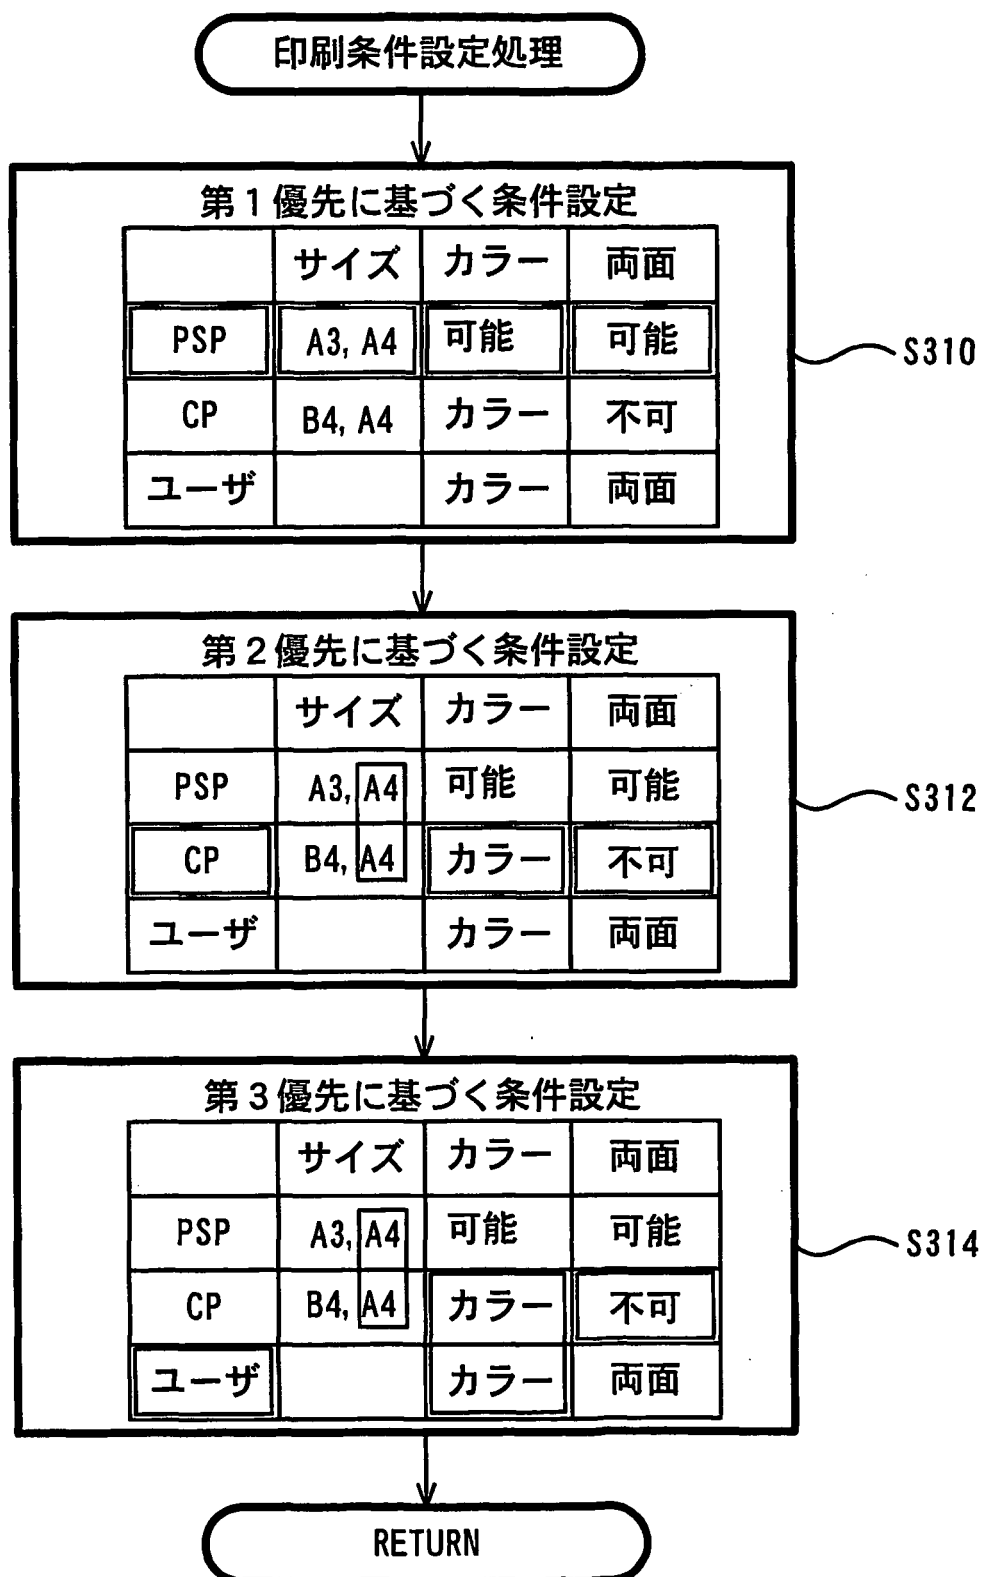 印刷条件設定処理
第1優先に基づく条件設定
サイズ カラー 両面
PSP A3, A4 可能 可能
CP B4, A4 カラー 不可
ユーザ カラー 両面
S310
第2優先に基づく条件設定
サイズ カラー 両面
PSP A3, A4 可能 可能
CP B4, A4 カラー 不可
ユーザ カラー 両面
S312
第3優先に基づく条件設定
サイズ カラー 両面
PSP A3, A4 可能 可能
CP B4, A4 カラー 不可
ユーザ カラー 両面
S314
RETURN